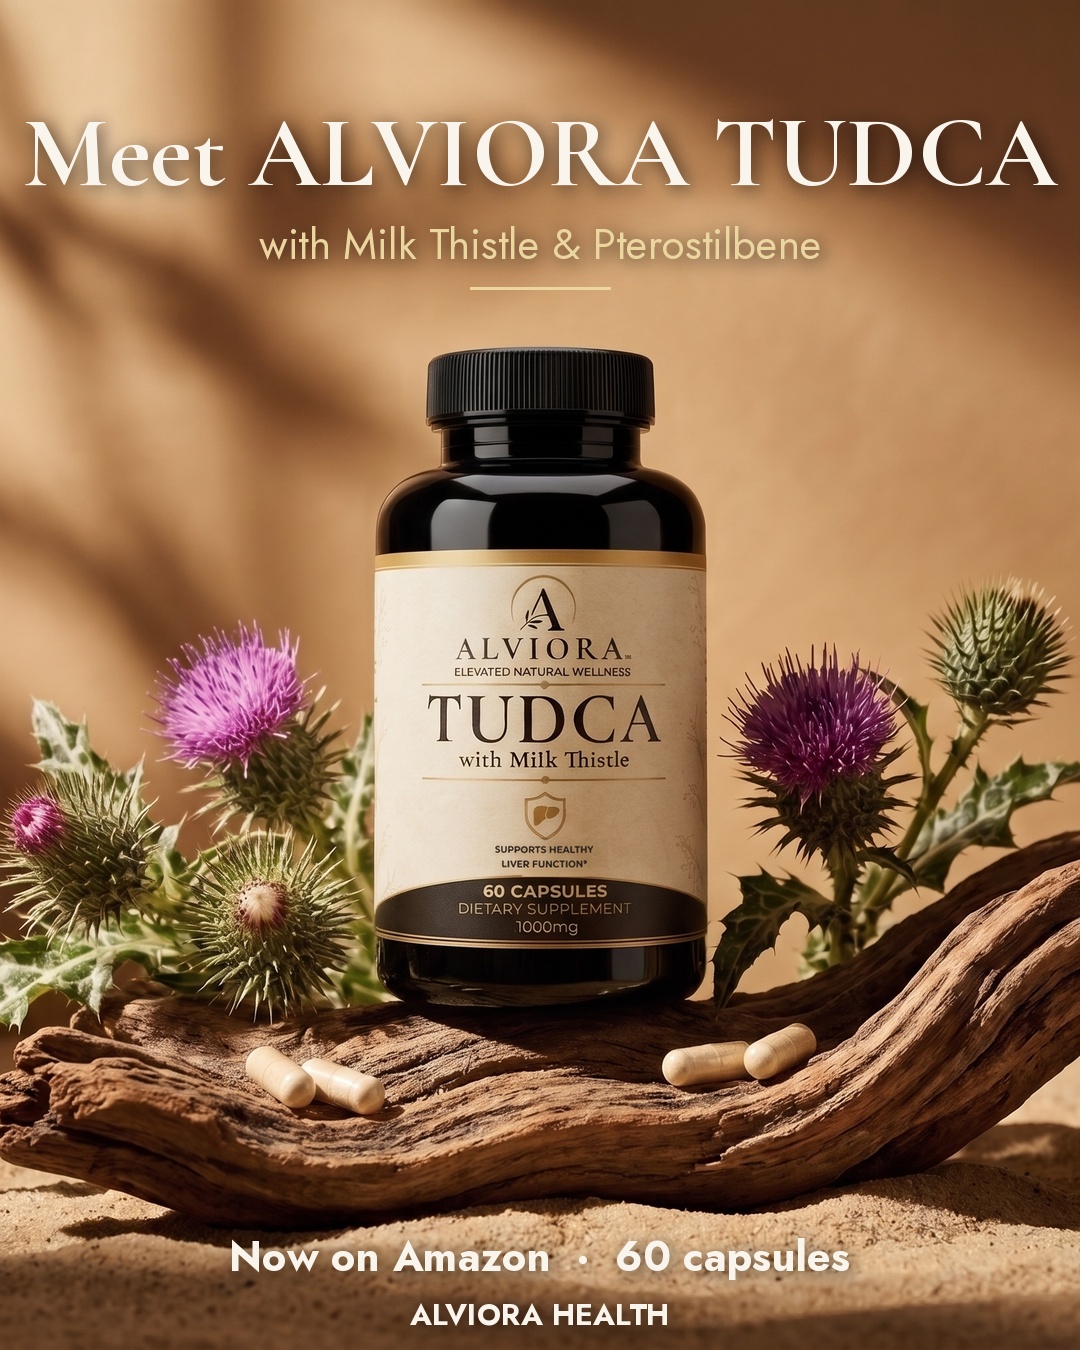 Meet ALVIORA TUDCA
with Milk Thistle & Pterostilbene
A
ALVIORA
ELEVATED NATURAL WELLNESS
TUDCA
with Milk Thistle
SUPPORTS HEALTHY
LIVER FUNCTION*
60 CAPSULES
DIETARY SUPPLEMENT
1000mg
Now on Amazon · 60 capsules
ALVIORA HEALTH